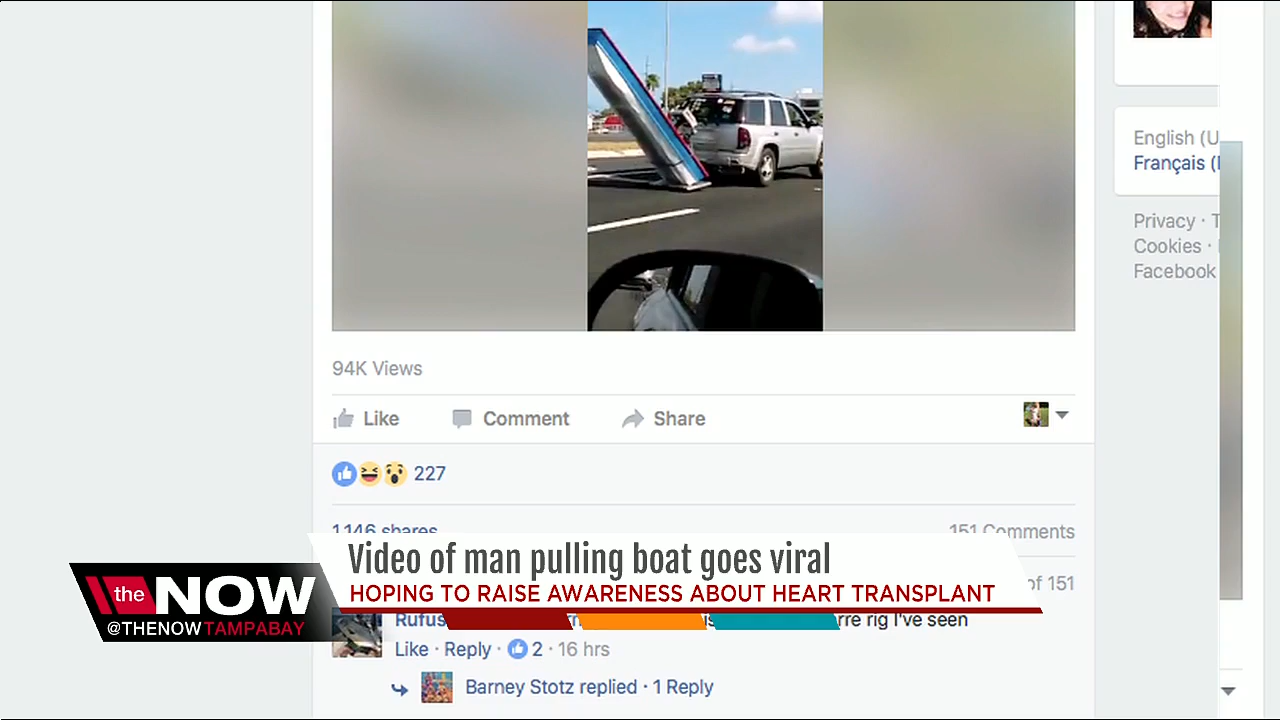 English (U
Français (
Privacy · T
Cookies ·
Facebook
94K Views
Like Comment Share
227
1,146 shares 151 Comments
of 151
Video of man pulling boat goes viral
HOPING TO RAISE AWARENESS ABOUT HEART TRANSPLANT
the NOW
@THENOWTAMPABAY
Rufus rig I've seen
Like · Reply · 2 · 16 hrs
Barney Stotz replied · 1 Reply